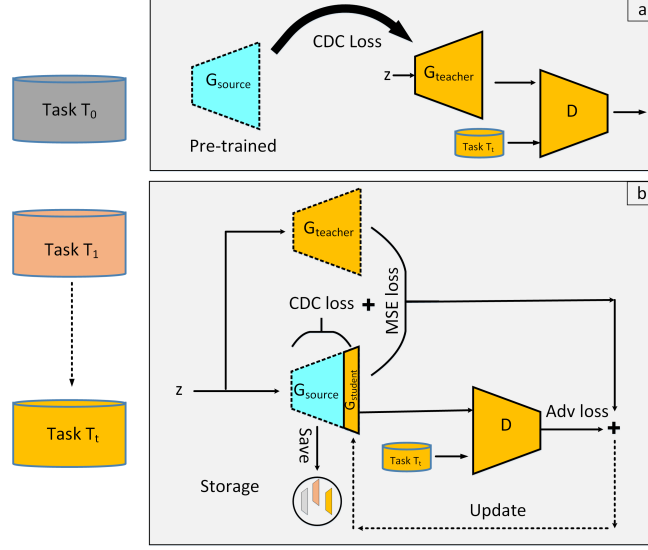 a
CDC Loss
G_source
z
G_teacher
Task T_0
D
Pre-trained
Task T_t
b
Task T_1
G_teacher
CDC loss +
MSE loss
z
G_source
G_student
Adv loss
Task T_t
D
+
Save
Task T_t
Storage
Update